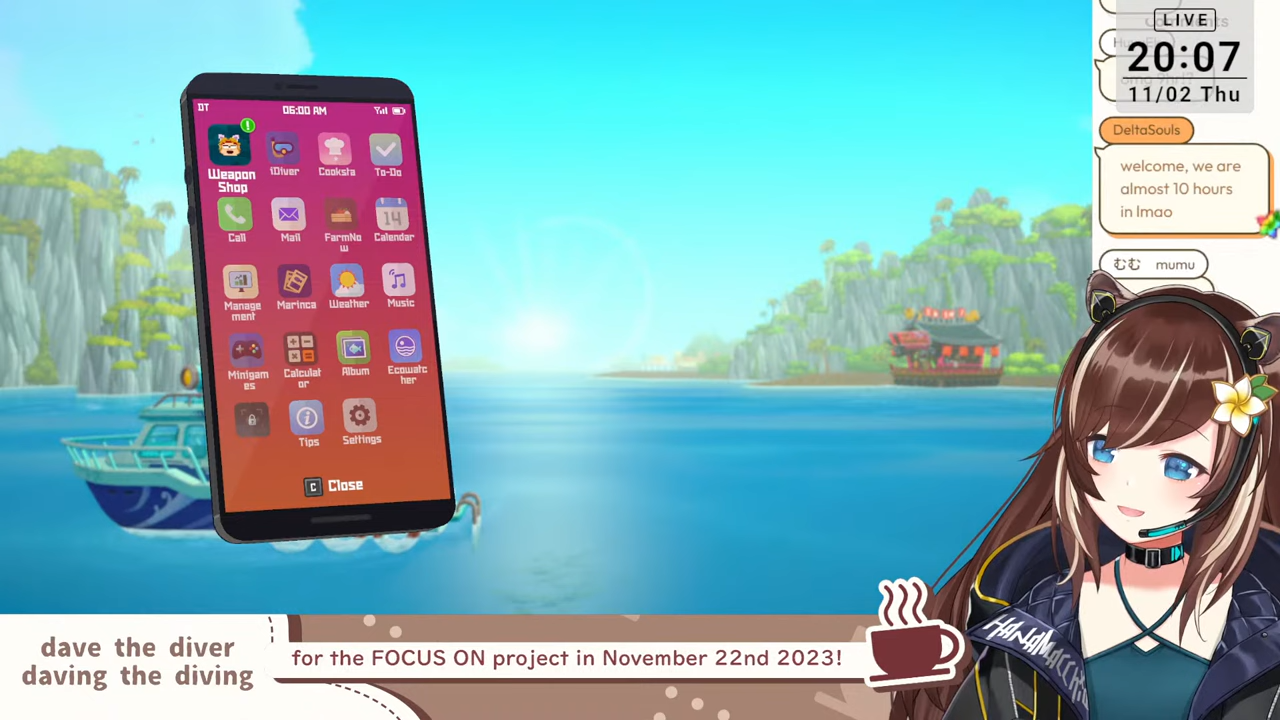 DT
06:00 AM
Weapon
Shop
iDiver
Cooksta
To-Do
Call
Mail
FarmNo
w
14
Calendar
Manage
ment
Marinca
Weather
Music
Minigam
es
Calculat
or
Album
Ecowatc
her
Tips
Settings
C Close
Comments
LIVE
20:07
11/02 Thu
DeltaSouls
welcome, we are
almost 10 hours
in lmao
むむ mumu
HANAMACCHIA
dave the diver
daving the diving
for the FOCUS ON project in November 22nd 2023!